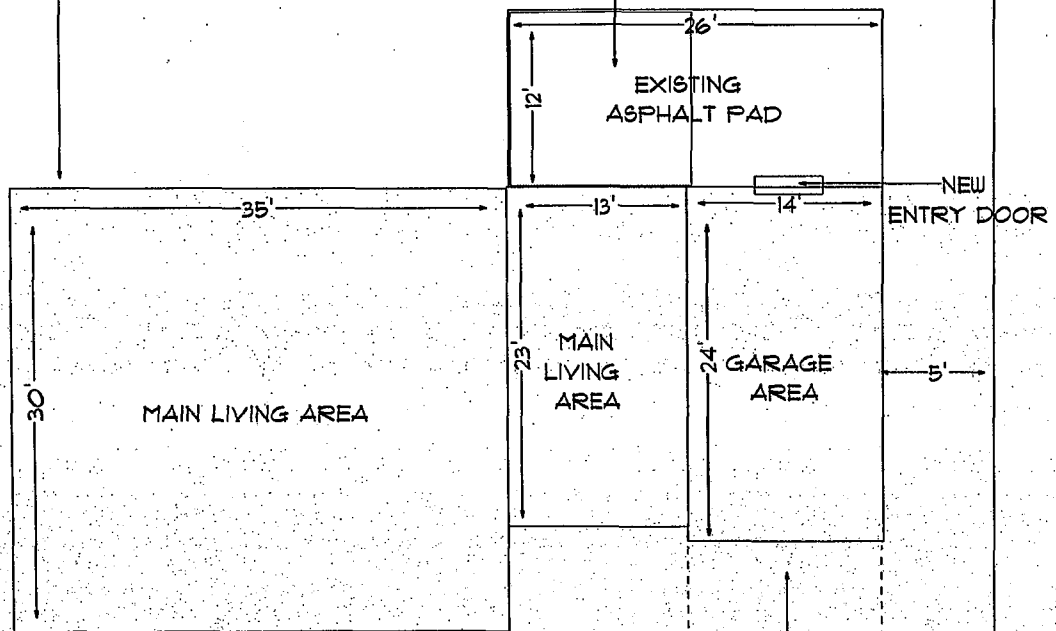 26'
12'
EXISTING
ASPHALT PAD
NEW
ENTRY DOOR
35'
13'
14'
30'
MAIN LIVING AREA
23'
MAIN
LIVING
AREA
24'
GARAGE
AREA
5'